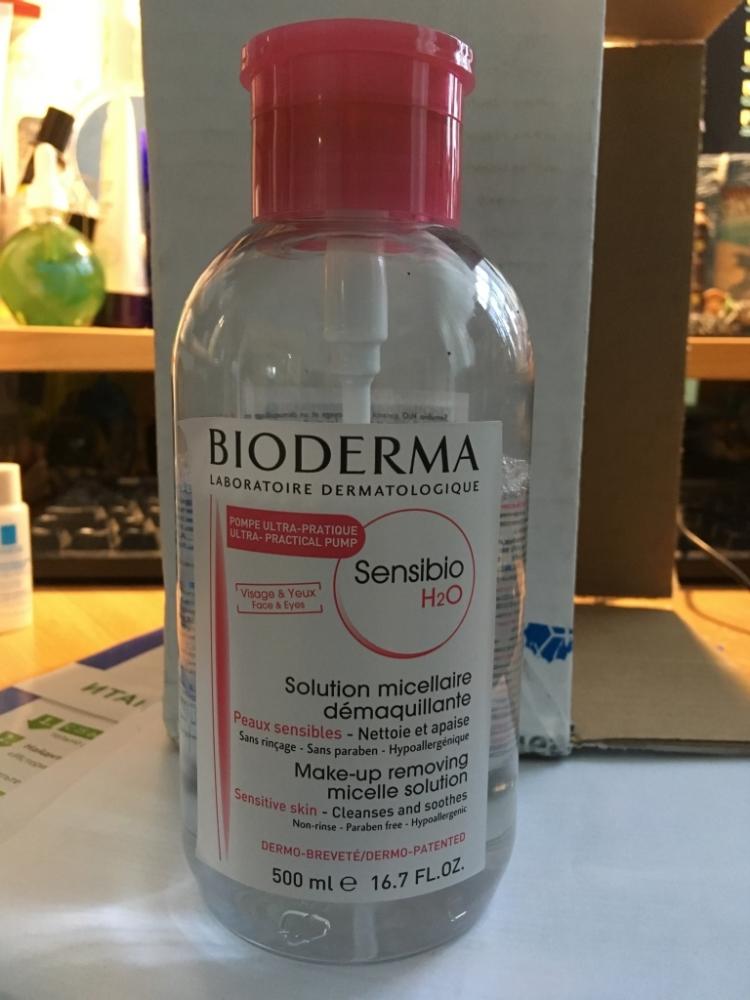 BIODERMA
LABORATOIRE DERMATOLOGIQUE
POMPE ULTRA-PRATIQUE
ULTRA- PRACTICAL PUMP
Sensibio
H2O
Visage & Yeux
Face & Eyes
Solution micellaire
démaquillante
Peaux sensibles - Nettoie et apaise
Sans rinçage - Sans paraben - Hypoallergénique
Make-up removing
micelle solution
Sensitive skin - Cleanses and soothes
Non-rinse - Paraben free - Hypoallergenic
DERMO-BREVETÉ/DERMO-PATENTED
500 ml e 16.7 FL.OZ.
ИТАК